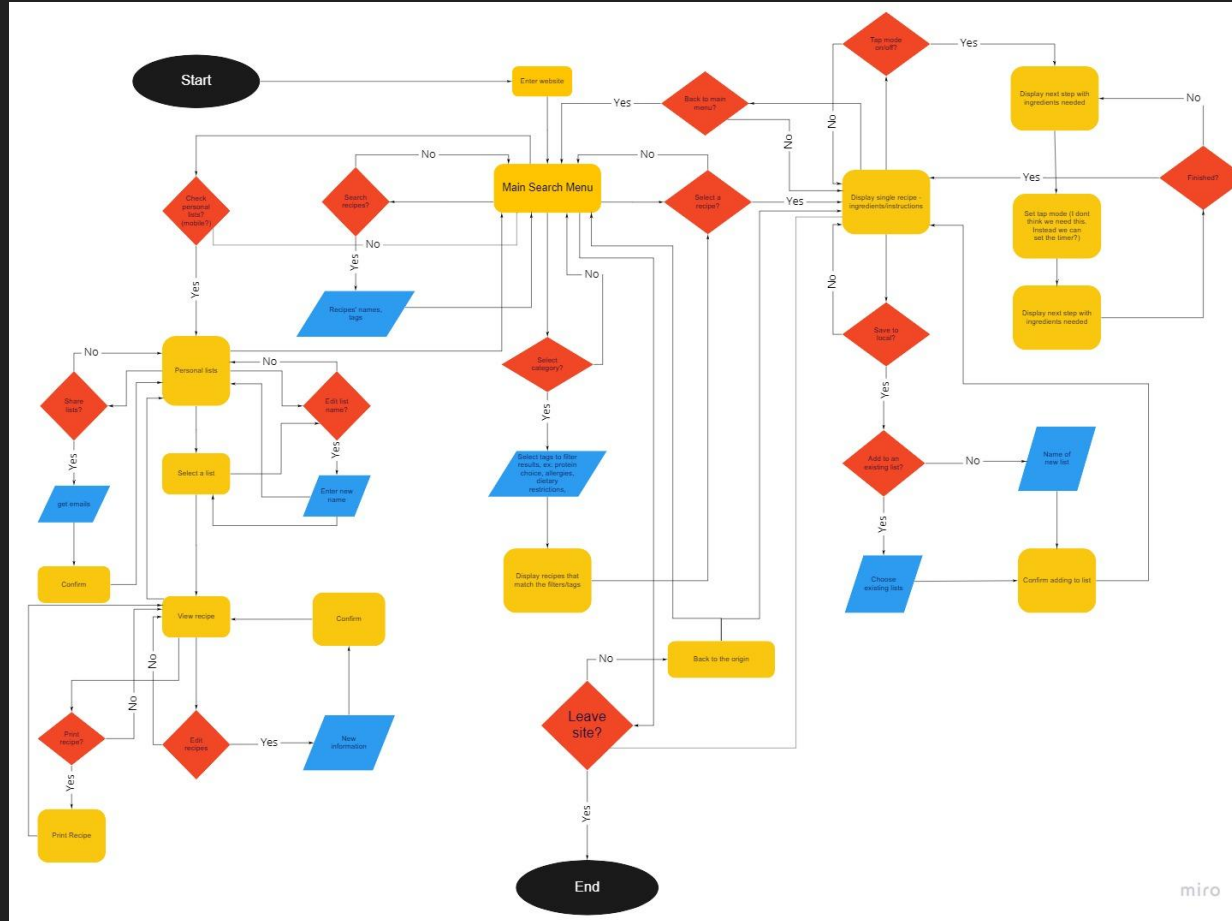 Start
Enter website
Tap mode
on/off?
Yes
Display next step with
ingredients needed
Back to main
menu?
Yes
No
No
No
Check
personal
lists?
(mobile?)
No
Search
recipes?
No
Yes
Main Search Menu
No
Select a
recipe?
Yes
Display single recipe -
ingredients/instructions
Yes
Finished?
Set tap mode (I dont
think we need this.
Instead we can
set the timer?)
Display next step with
ingredients needed
Yes
Recipes' names,
tags
No
Select
category?
Yes
No
Save to
local?
Yes
No
Personal lists
No
Share
lists?
Yes
Edit list
name?
Yes
Select a list
get emails
Enter new
name
Select tags to filter
results, ex: protein
choice, allergies,
dietary
restrictions,
Add to an
existing list?
No
Name of
new list
Yes
Confirm
Display recipes that
match the filters/tags
Choose
existing lists
Confirm adding to list
View recipe
Confirm
No
No
No
Back to the origin
Print
recipe?
Edit
recipes
Yes
New
information
Leave
site?
Yes
Print Recipe
Yes
End
miro